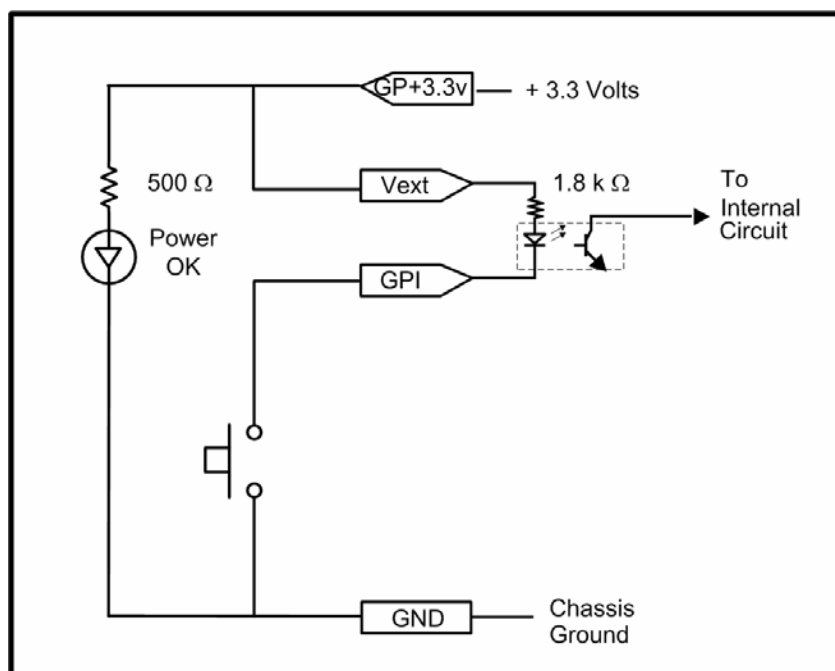 GP+3.3v
+ 3.3 Volts
500 Ω
Vext
1.8 k Ω
To
Internal
Circuit
Power
OK
GPI
GND
Chassis
Ground